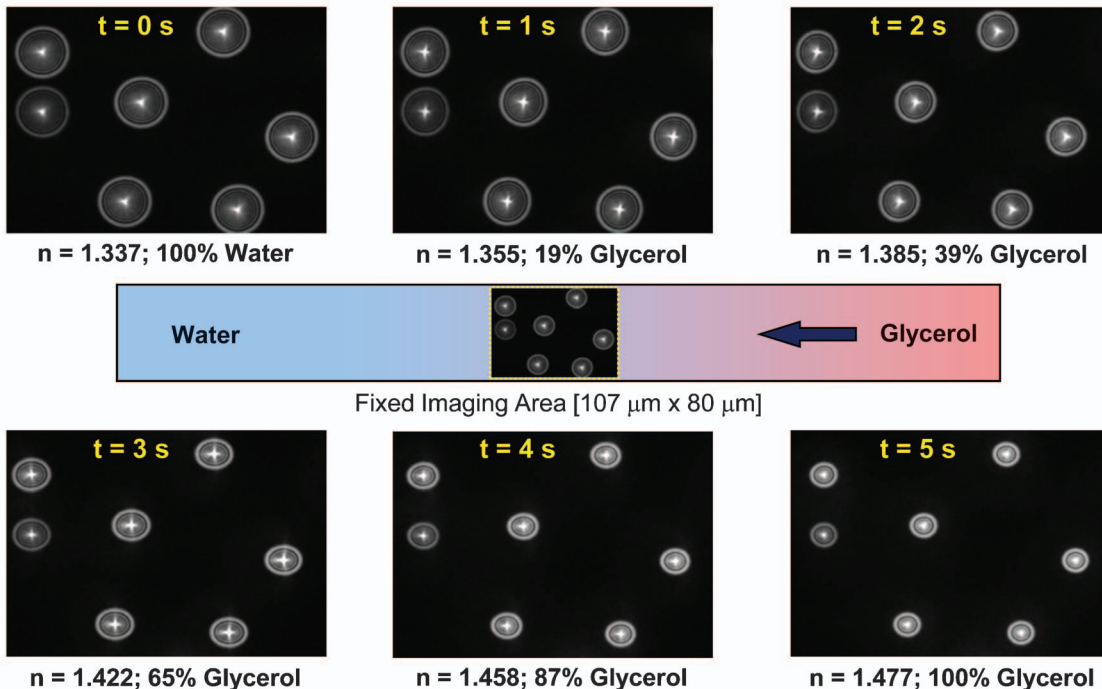 t = 0 s
t = 1 s
t = 2 s
n = 1.337; 100% Water
n = 1.355; 19% Glycerol
n = 1.385; 39% Glycerol
Water
Glycerol
Fixed Imaging Area [107 μm x 80 μm]
t = 3 s
t = 4 s
t = 5 s
n = 1.422; 65% Glycerol
n = 1.458; 87% Glycerol
n = 1.477; 100% Glycerol